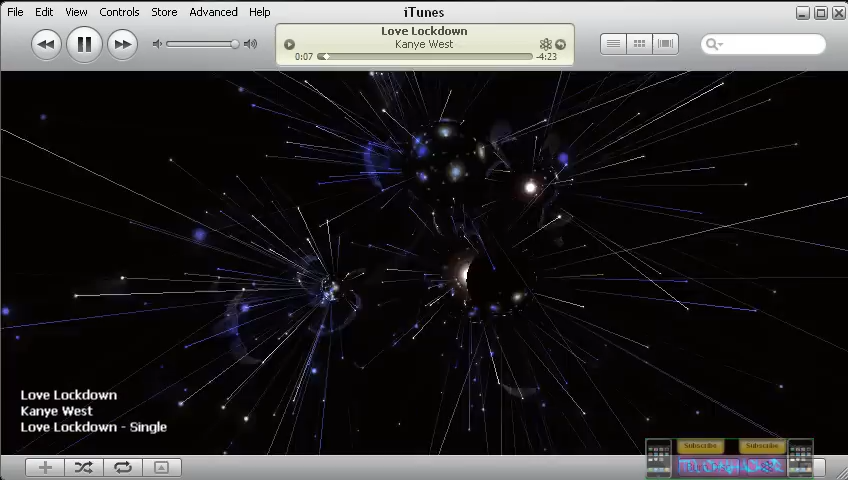 File Edit View Controls Store Advanced Help
iTunes
Love Lockdown
Kanye West
0:07
-4:23
Love Lockdown
Kanye West
Love Lockdown - Single
Subscribe
Subscribe